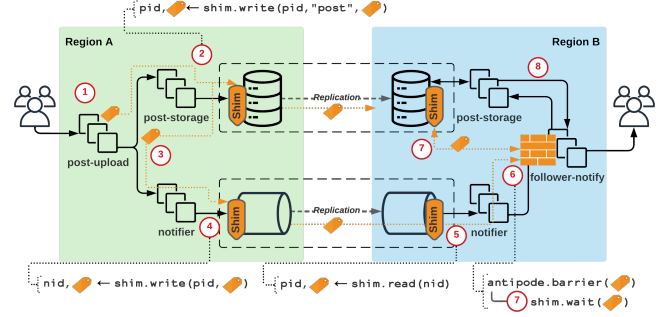 pid, ← shim.write(pid,"post", )
Region A
Region B
1
2
8
Shim
Replication
Shim
post-storage
post-storage
post-upload
3
7
6
follower-notify
Shim
Replication
Shim
notifier
4
5
notifier
nid, ← shim.write(pid, )
pid, ← shim.read(nid)
antipode.barrier( )
7 shim.wait( )